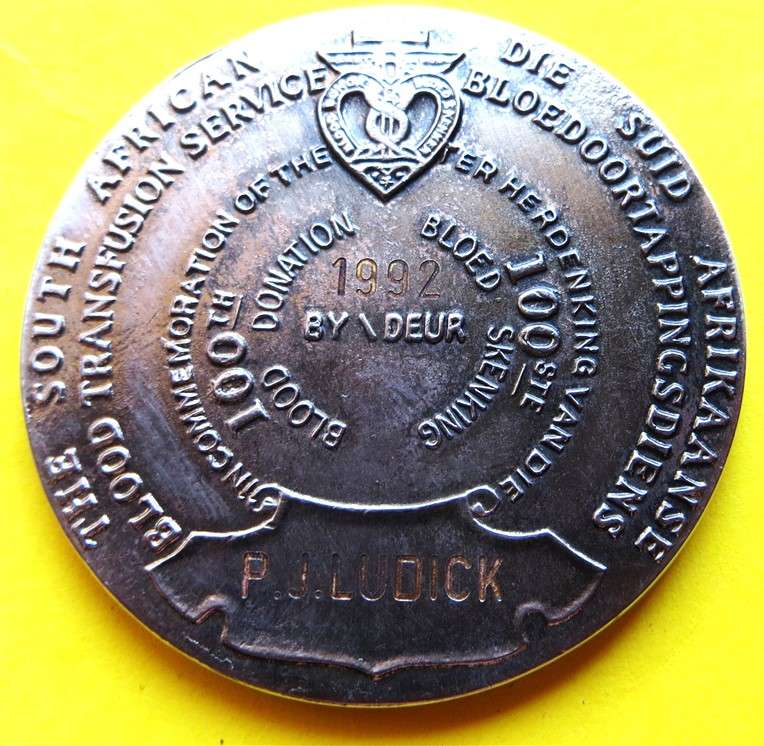 THE SOUTH AFRICAN
BLOOD TRANSFUSION SERVICE
DIE SUID AFRIKAANSE
BLOEDOORTAPPINGSDIENS
IN COMMEMORATION OF THE
TER HERDENKING VAN DIE
100TH
BLOOD DONATION
100STE
BLOED SKENKING
1992
BY \ DEUR
P.J.LUDICK